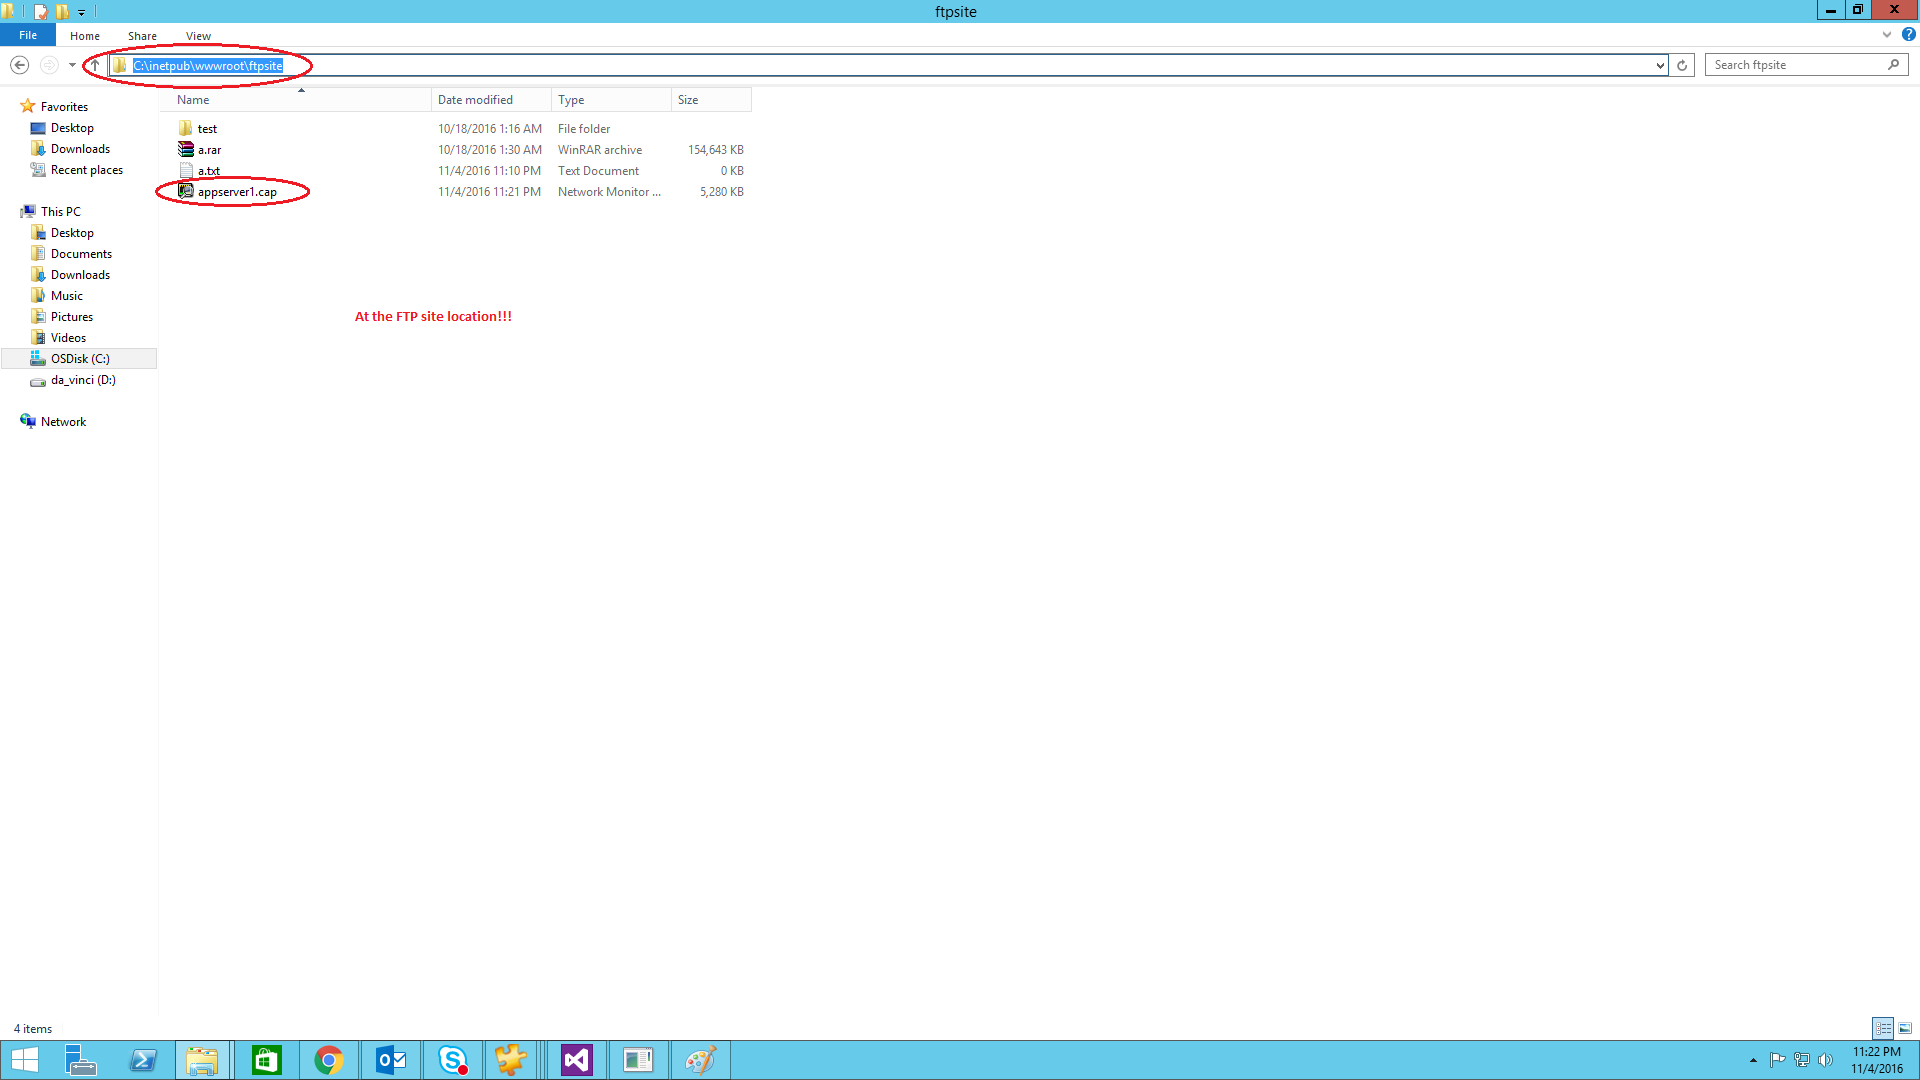 ftpsite
File Home Share View
C:\inetpub\wwwroot\ftpsite
Search ftpsite
Name Date modified Type Size
Favorites
Desktop
Downloads
Recent places
This PC
Desktop
Documents
Downloads
Music
Pictures
Videos
OSDisk (C:)
da_vinci (D:)
Network
test 10/18/2016 1:16 AM File folder
a.rar 10/18/2016 1:30 AM WinRAR archive 154,643 KB
a.txt 11/4/2016 11:10 PM Text Document 0 KB
appserver1.cap 11/4/2016 11:21 PM Network Monitor ... 5,280 KB
At the FTP site location!!!
4 items
11:22 PM
11/4/2016